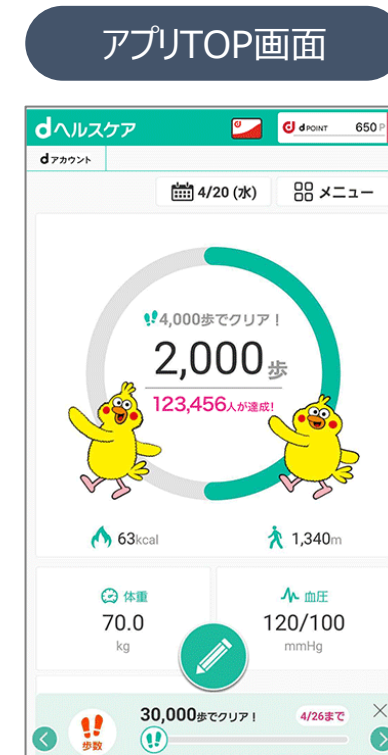 アプリTOP画面
dヘルスケア
d POINT 650P
dアカウント
4/20 (水) メニュー
4,000歩でクリア！
2,000歩
123,456人が達成!
63kcal 1,340m
体重 血圧
70.0 120/100
kg mmHg
30,000歩でクリア！ 4/26まで
歩数